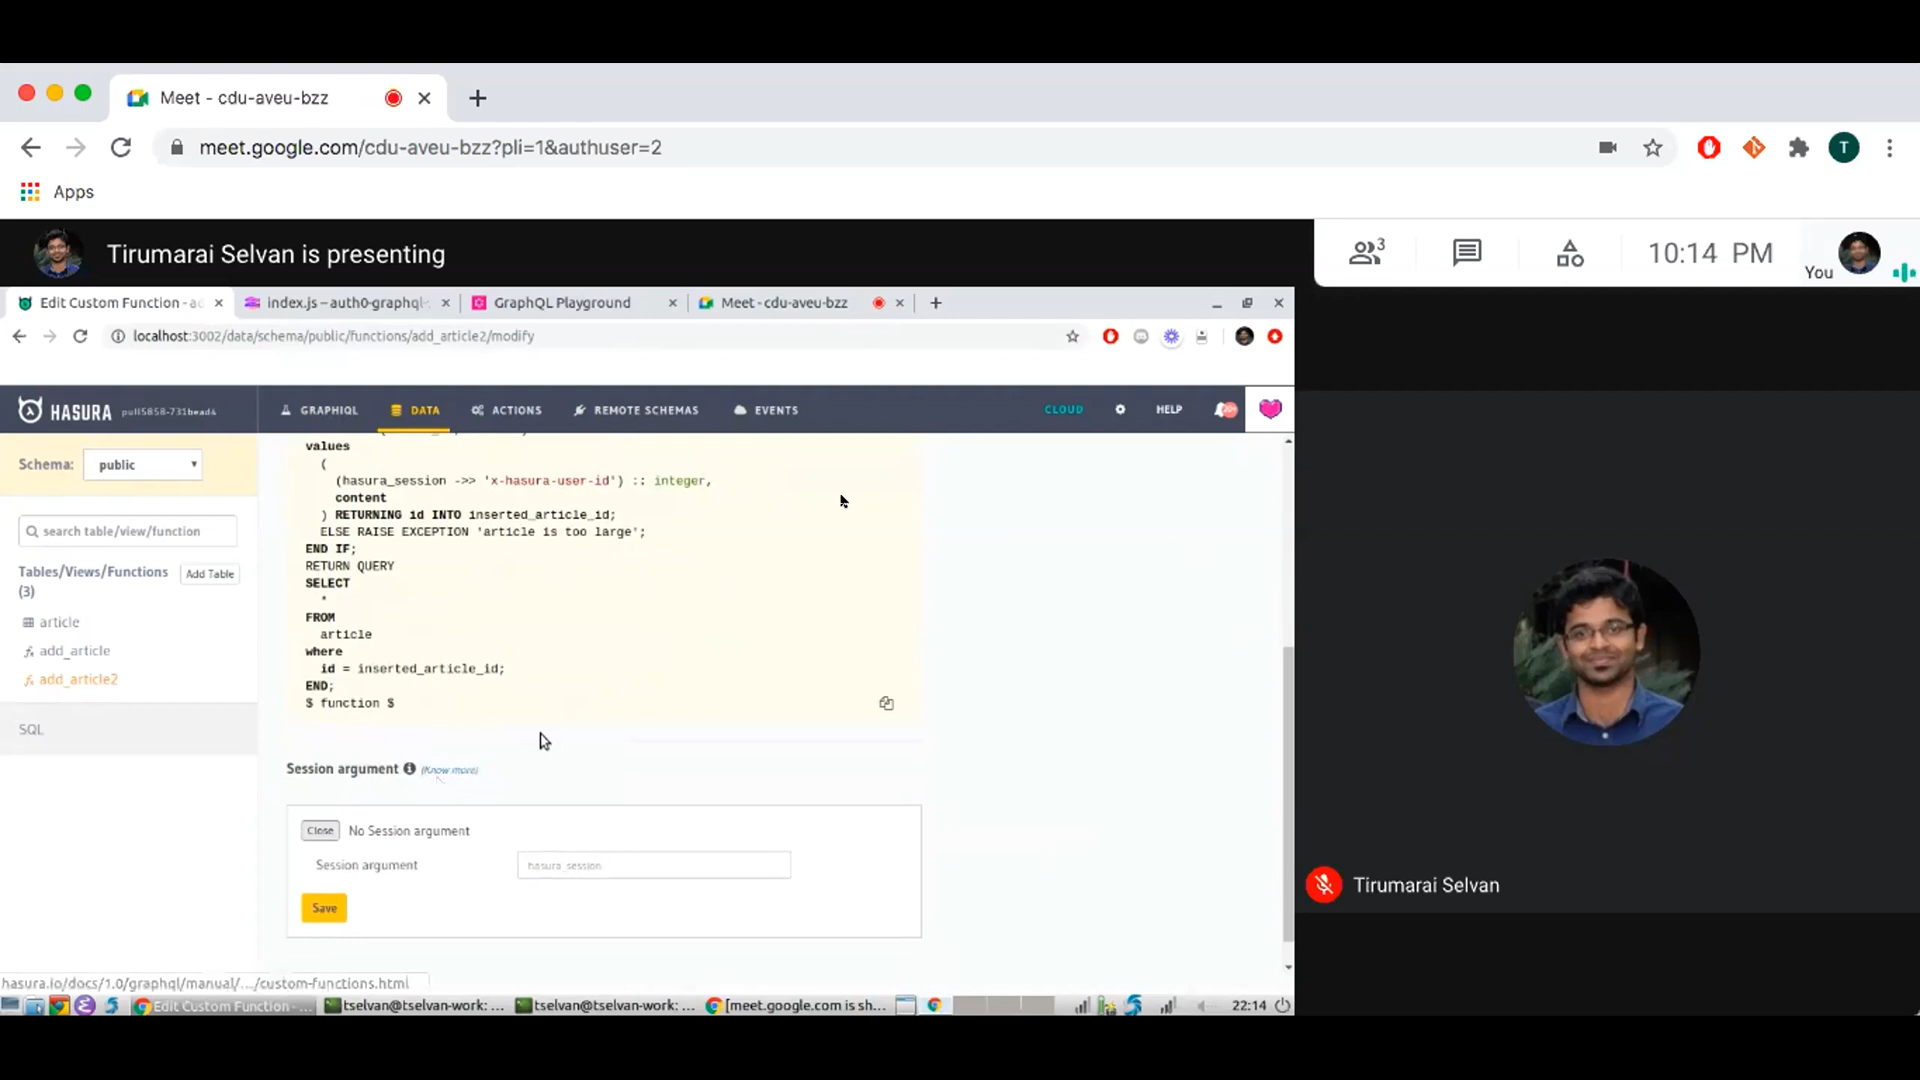 Meet - cdu-aveu-bzz
meet.google.com/cdu-aveu-bzz?pli=1&authuser=2
T
Apps
Tirumarai Selvan is presenting
3
10:14 PM
You
Edit Custom Function - ad
index.js – auth0-graphql-
GraphQL Playground
Meet - cdu-aveu-bzz
localhost:3002/data/schema/public/functions/add_article2/modify
HASURA
GRAPHIQL
DATA
ACTIONS
REMOTE SCHEMAS
EVENTS
CLOUD
HELP
Schema:
public
search table/view/function
Tables/Views/Functions
(3)
Add Table
article
add_article
add_article2
SQL
values
(
(hasura_session ->> 'x-hasura-user-id') :: integer,
content
) RETURNING id INTO inserted_article_id;
ELSE RAISE EXCEPTION 'article is too large';
END IF;
RETURN QUERY
SELECT
*
FROM
article
where
id = inserted_article_id;
END;
$ function $
Session argument
(Know more)
Close
No Session argument
Session argument
hasura_session
Save
Tirumarai Selvan
hasura.io/docs/1.0/graphql/manual/.../custom-functions.html
Edit Custom Function - ...
tselvan@tselvan-work: ...
tselvan@tselvan-work: ...
[meet.google.com is sh...
22:14